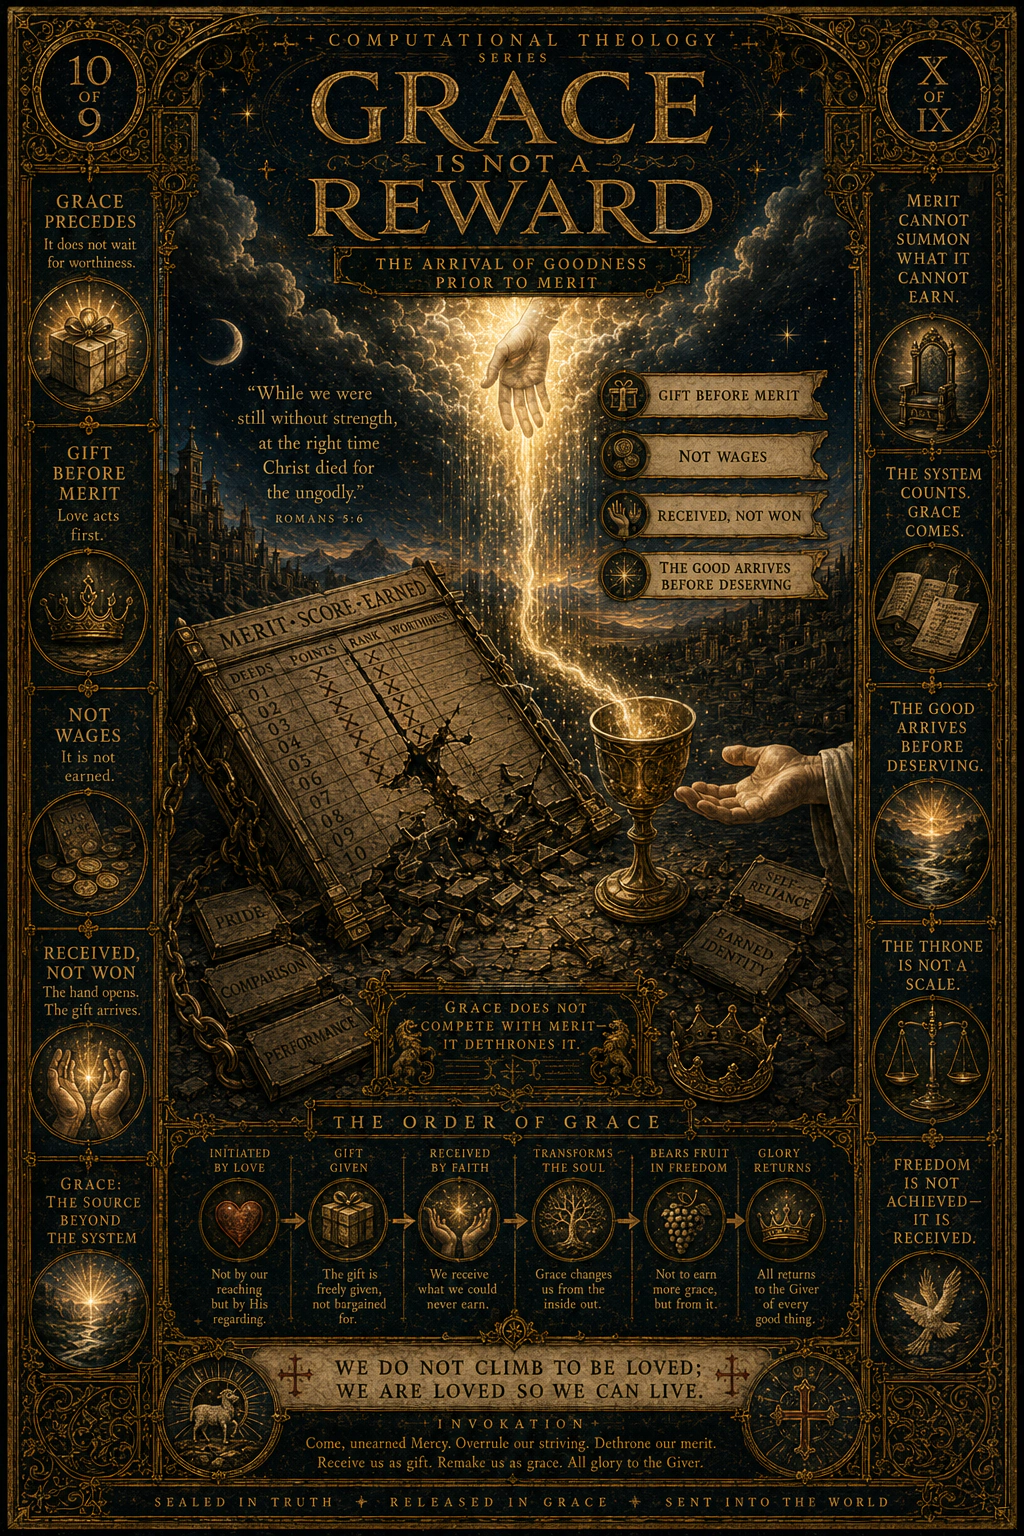 COMPUTATIONAL THEOLOGY
SERIES
10
OF
9
X
OF
IX
GRACE
IS NOT A
REWARD
THE ARRIVAL OF GOODNESS
PRIOR TO MERIT
GRACE
PRECEDES
It does not wait
for worthiness.
GIFT
BEFORE
MERIT
Love acts
first.
NOT
WAGES
It is not
earned.
RECEIVED,
NOT WON
The hand opens.
The gift arrives.
GRACE:
THE SOURCE
BEYOND
THE SYSTEM
"While we were
still without strength,
at the right time
Christ died for
the ungodly."
ROMANS 5:6
GIFT BEFORE MERIT
NOT WAGES
RECEIVED, NOT WON
THE GOOD ARRIVES
BEFORE DESERVING
MERIT·SCORE·EARNED
DEEDS POINTS RANK WORTHINESS
01
02
03
04
05
06
07
08
09
10
PRIDE
COMPARISON
PERFORMANCE
SELF-
RELIANCE
EARNED
IDENTITY
GRACE DOES NOT
COMPETE WITH MERIT—
IT DETHRONES IT.
MERIT
CANNOT
SUMMON
WHAT IT
CANNOT
EARN.
THE SYSTEM
COUNTS.
GRACE
COMES.
THE GOOD
ARRIVES
BEFORE
DESERVING.
THE THRONE
IS NOT A
SCALE.
FREEDOM
IS NOT
ACHIEVED—
IT IS
RECEIVED.
THE ORDER OF GRACE
INITIATED
BY LOVE
Not by our
reaching
but by His
regarding.
GIFT
GIVEN
The gift is
freely given,
not bargained
for.
RECEIVED
BY FAITH
We receive
what we could
never earn.
TRANSFORMS
THE SOUL
Grace changes
us from the
inside out.
BEARS FRUIT
IN FREEDOM
Not to earn
more grace,
but from it.
GLORY
RETURNS
All returns
to the Giver
of every
good thing.
WE DO NOT CLIMB TO BE LOVED;
WE ARE LOVED SO WE CAN LIVE.
INVOKATION
Come, unearned Mercy. Overrule our striving. Dethrone our merit.
Receive us as gift. Remake us as grace. All glory to the Giver.
SEALED IN TRUTH + RELEASED IN GRACE + SENT INTO THE WORLD